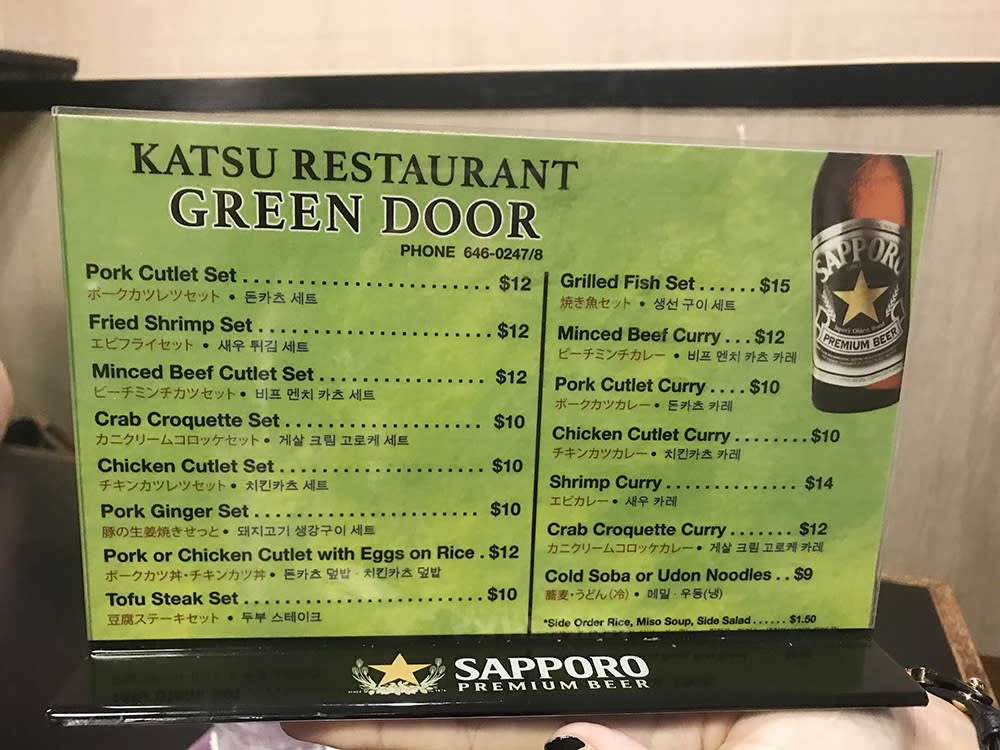 KATSU RESTAURANT
GREEN DOOR
PHONE 646-0247/8
Pork Cutlet Set ........................ $12
ポークカツレツセット • 돈카츠 세트
Fried Shrimp Set ........................ $12
エビフライセット • 새우 튀김 세트
Minced Beef Cutlet Set ................. $12
ビーチミンチカツセット • 비프 멘치 카츠 세트
Crab Croquette Set ..................... $10
カニクリームコロッケセット • 게살 크림 고로케 세트
Chicken Cutlet Set ..................... $10
チキンカツレツセット • 치킨카츠 세트
Pork Ginger Set ........................ $10
豚の生姜焼きせっと • 돼지고기 생강구이 세트
Pork or Chicken Cutlet with Eggs on Rice . $12
ポークカツ丼・チキンカツ丼 • 돈카츠 덮밥 · 치킨카츠 덮밥
Tofu Steak Set ......................... $10
豆腐ステーキセット • 두부 스테이크
Grilled Fish Set ...... $15
焼き魚セット • 생선 구이 세트
Minced Beef Curry ... $12
ビーチミンチカレー • 비프 멘치 카츠 카레
Pork Cutlet Curry .... $10
ポークカツカレー • 돈카츠 카레
Chicken Cutlet Curry ........ $10
チキンカツカレー • 치킨카츠 카레
Shrimp Curry .............. $14
エビカレー • 새우 카레
Crab Croquette Curry ....... $12
カニクリームコロッケカレー • 게살 크림 고로케 카레
Cold Soba or Udon Noodles .. $9
蕎麦・うどん(冷) • 메밀 · 우동(냉)
*Side Order Rice, Miso Soup, Side Salad ...... $1.50
SAPPORO
Japan's Oldest Brand
PREMIUM BEER
SINCE 1876
SAPPORO
PREMIUM BEER